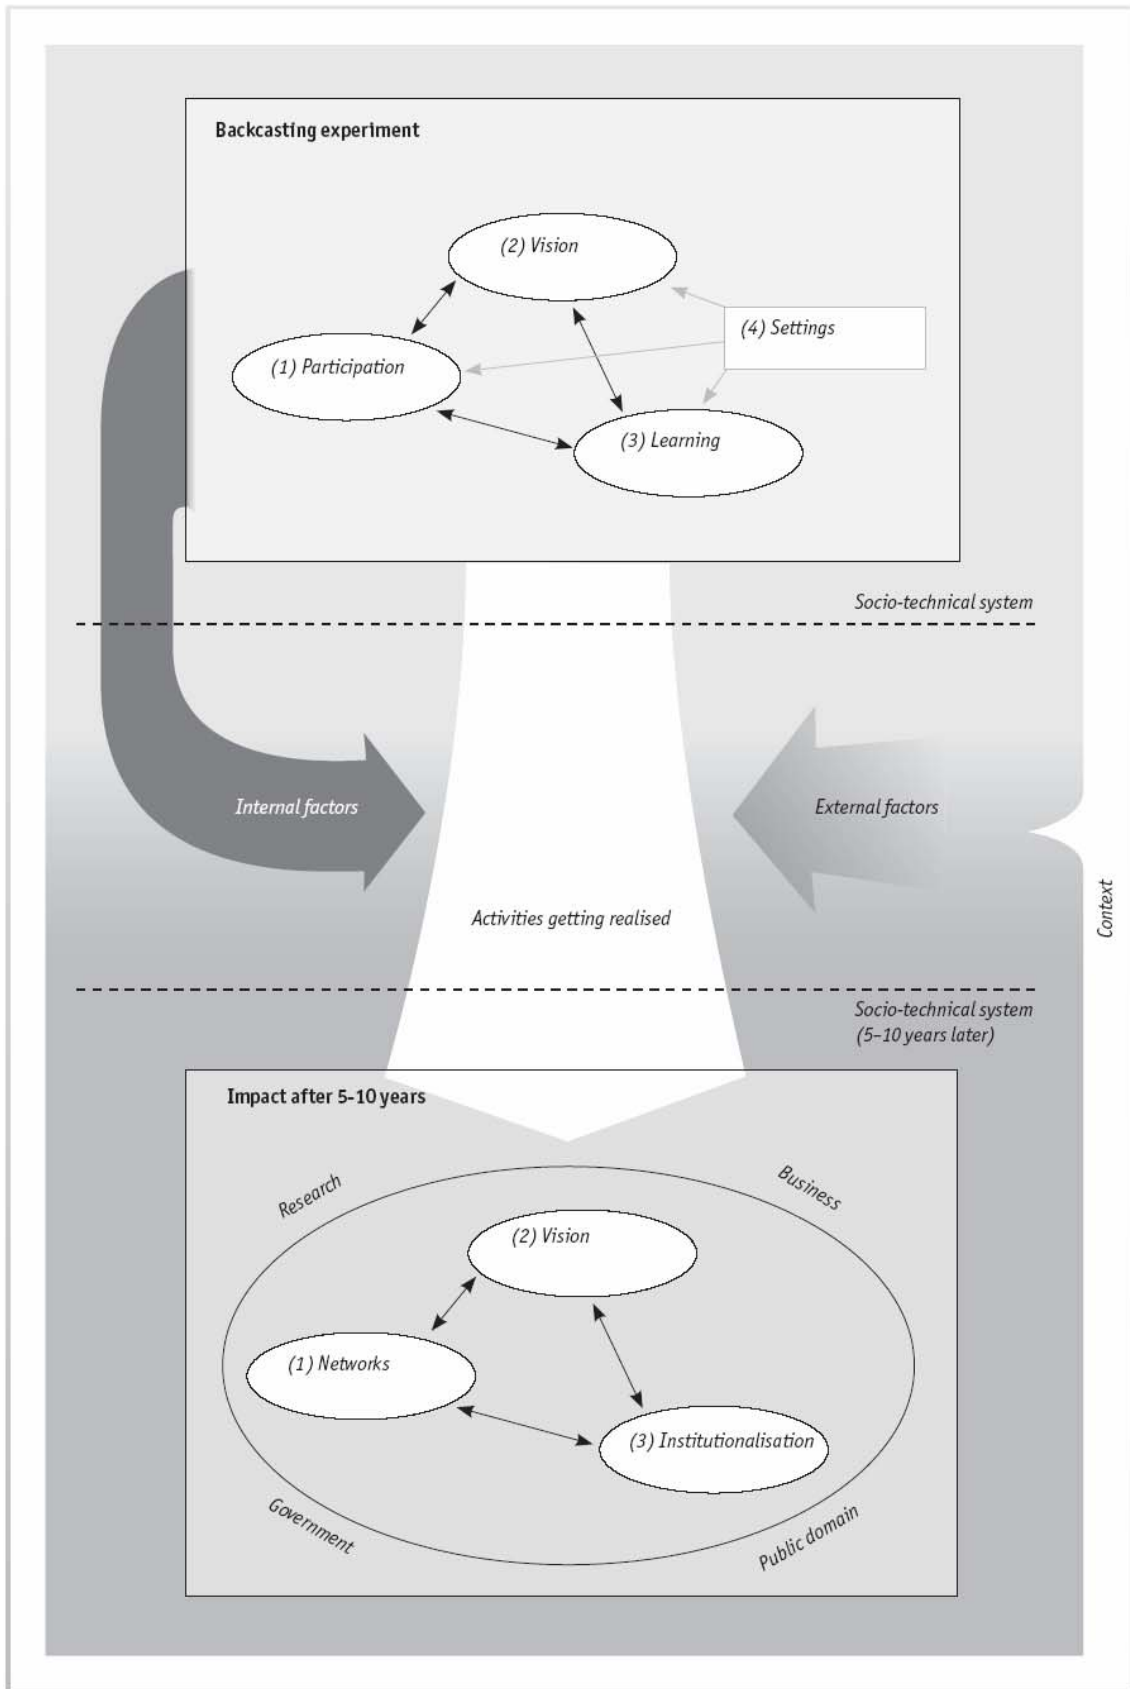 Backcasting experiment
(2) Vision
(4) Settings
(1) Participation
(3) Learning
Socio-technical system
Internal factors
External factors
Context
Activities getting realised
Socio-technical system
(5–10 years later)
Impact after 5-10 years
Research
Business
(2) Vision
(1) Networks
(3) Institutionalisation
Government
Public domain